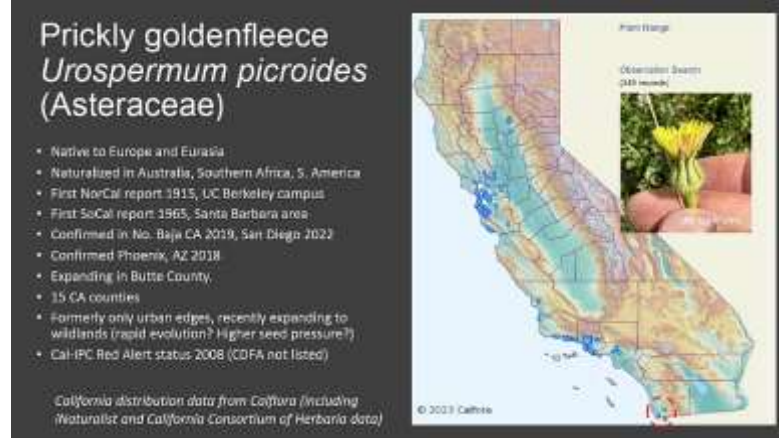 Prickly goldenfleece
Urospermum picroides
(Asteraceae)
• Native to Europe and Eurasia
• Naturalized in Australia, Southern Africa, S. America
• First NorCal report 1915, UC Berkeley campus
• First SoCal report 1965, Santa Barbara area
• Confirmed in No. Baja CA 2019, San Diego 2022
• Confirmed Phoenix, AZ 2018
• Expanding in Butte County.
• 15 CA counties
• Formerly only urban edges, recently expanding to
wildlands (rapid evolution? Higher seed pressure?)
• Cal-IPC Red Alert status 2008 (CDFA not listed)
California distribution data from Calflora (including
iNaturalist and California Consortium of Herbaria data)
Plant Range
Observation Search
(349 records)
© 2023 Calflora